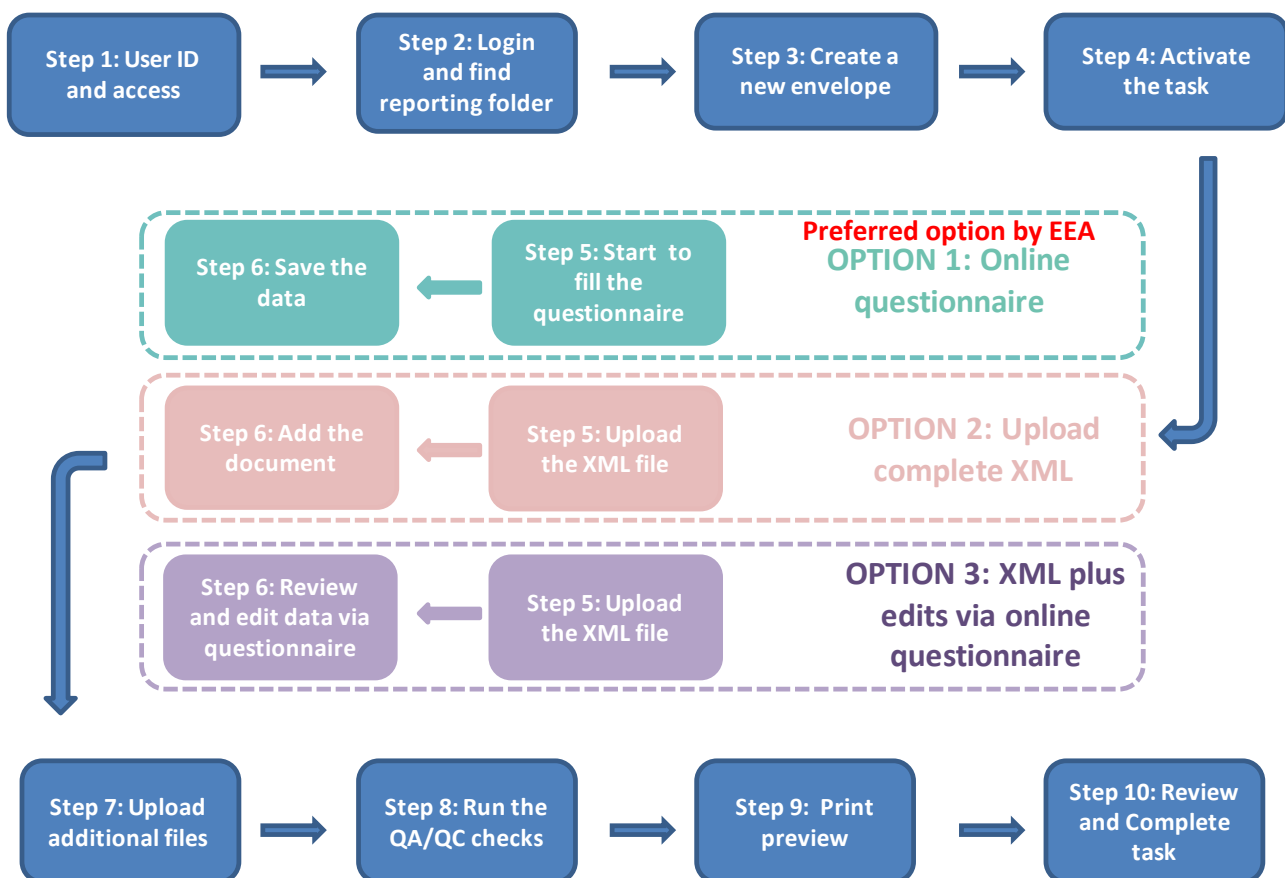 Step 1: User ID
and access
Step 2: Login
and find
reporting folder
Step 3: Create a
new envelope
Step 4: Activate
the task
Preferred option by EEA
OPTION 1: Online
questionnaire
Step 5: Start to
fill the
questionnaire
Step 6: Save the
data
OPTION 2: Upload
complete XML
Step 5: Upload
the XML file
Step 6: Add the
document
OPTION 3: XML plus
edits via online
questionnaire
Step 5: Upload
the XML file
Step 6: Review
and edit data via
questionnaire
Step 7: Upload
additional files
Step 8: Run the
QA/QC checks
Step 9: Print
preview
Step 10: Review
and Complete
task